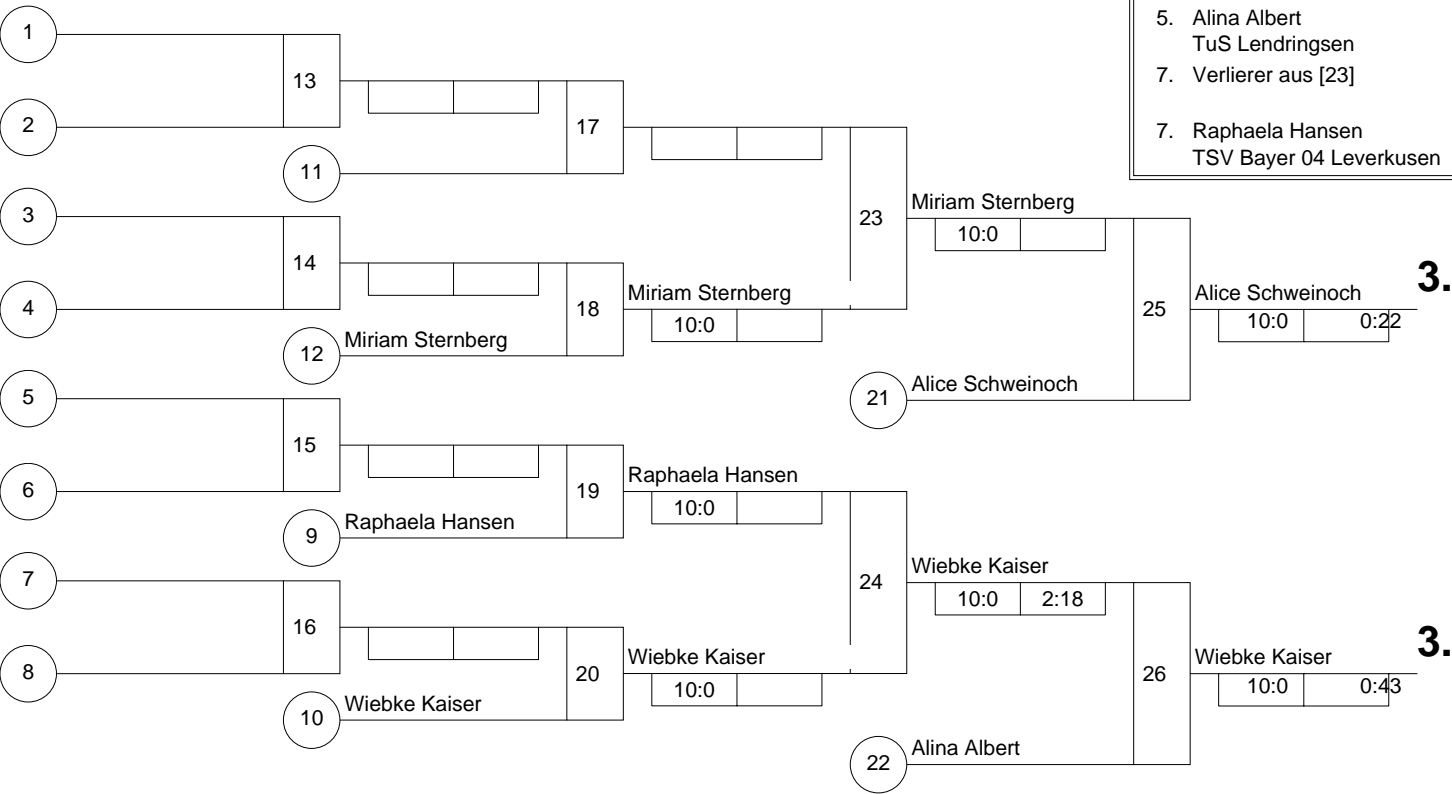 1
5. Alina Albert
TuS Lendringsen
13
7. Verlierer aus [23]
2
17
7. Raphaela Hansen
11
TSV Bayer 04 Leverkusen
3
Miriam Sternberg
23
10:0
14
3.
4
Miriam Sternberg
18
Alice Schweinoch
25
10:0
10:0 0:22
12
Miriam Sternberg
5
21
Alice Schweinoch
15
Raphaela Hansen
6
19
10:0
9
Raphaela Hansen
7
24
Wiebke Kaiser
10:0 2:18
16
3.
8
Wiebke Kaiser
20
Wiebke Kaiser
26
10:0
10:0 0:43
10
Wiebke Kaiser
22
Alina Albert